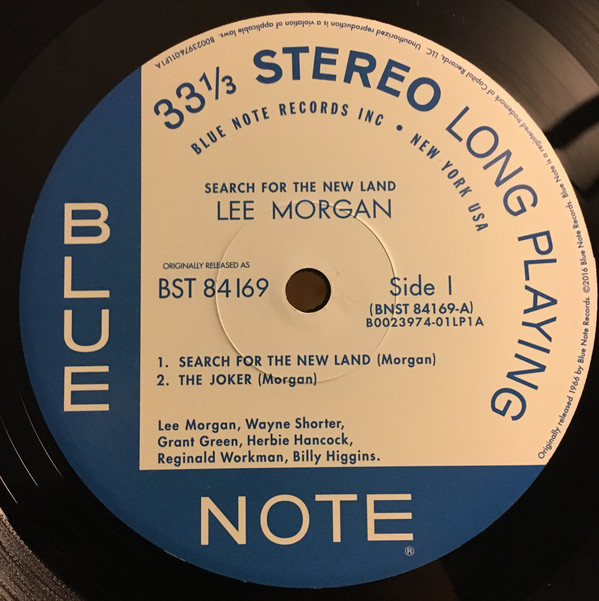 33 1/3 STEREO LONG PLAYING
BLUE NOTE RECORDS INC • NEW YORK USA
SEARCH FOR THE NEW LAND
LEE MORGAN
ORIGINALLY RELEASED AS
BST 84169
Side 1
(BNST 84169-A)
B0023974-01LP1A
1. SEARCH FOR THE NEW LAND (Morgan)
2. THE JOKER (Morgan)
Lee Morgan, Wayne Shorter,
Grant Green, Herbie Hancock,
Reginald Workman, Billy Higgins.
BLUE
NOTE
®
Originally released 1966 by Blue Note Records. ©2016 Blue Note Records. Blue Note is a registered trademark of Capitol Records, LLC. Unauthorized reproduction is a violation of applicable laws. B002397601LP1A